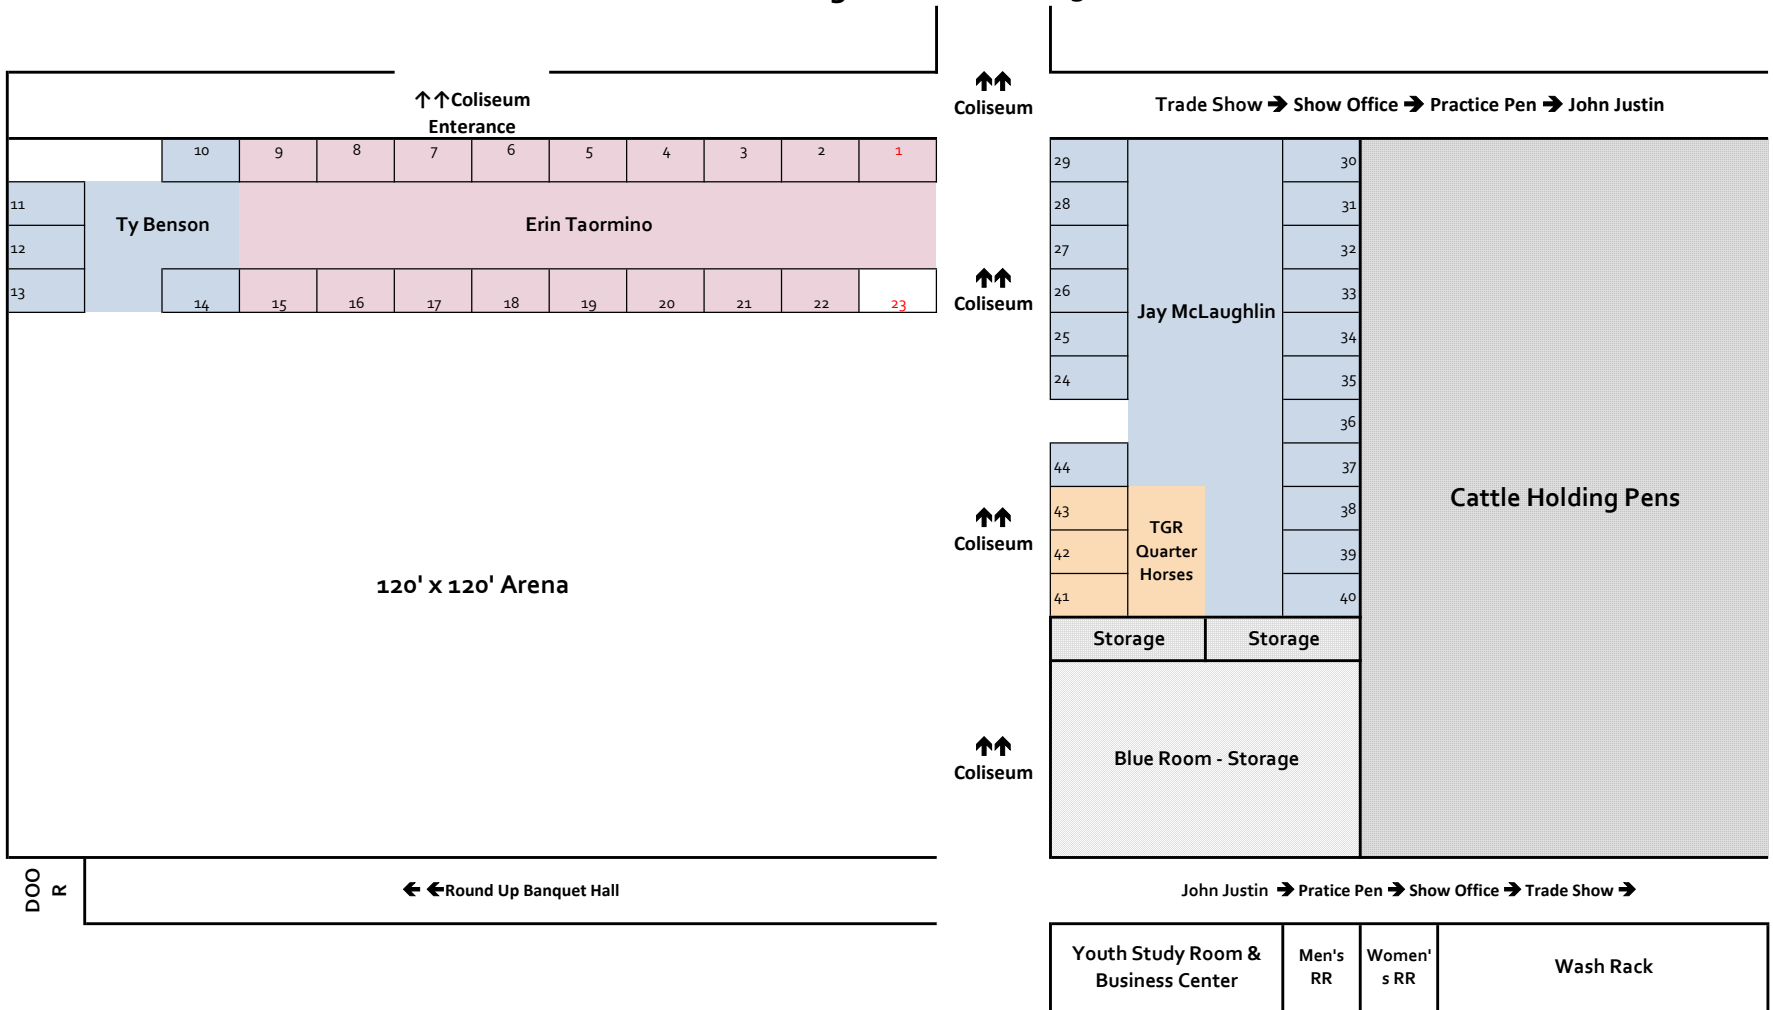 ↑↑Coliseum
Enterance
↑↑
Coliseum
Trade Show → Show Office → Practice Pen → John Justin
10 9 8 7 6 5 4 3 2 1
11
12
13
Ty Benson
Erin Taormino
14 15 16 17 18 19 20 21 22 23
↑↑
Coliseum
29
28
27
26
25
24
44
43
42
41
Jay McLaughlin
TGR
Quarter
Horses
30
31
32
33
34
35
36
37
38
39
40
Cattle Holding Pens
120' x 120' Arena
↑↑
Coliseum
Storage
Storage
↑↑
Coliseum
Blue Room - Storage
DOO
R
← ←Round Up Banquet Hall
John Justin → Pratice Pen → Show Office → Trade Show →
Youth Study Room &
Business Center
Men's
RR
Women'
s RR
Wash Rack